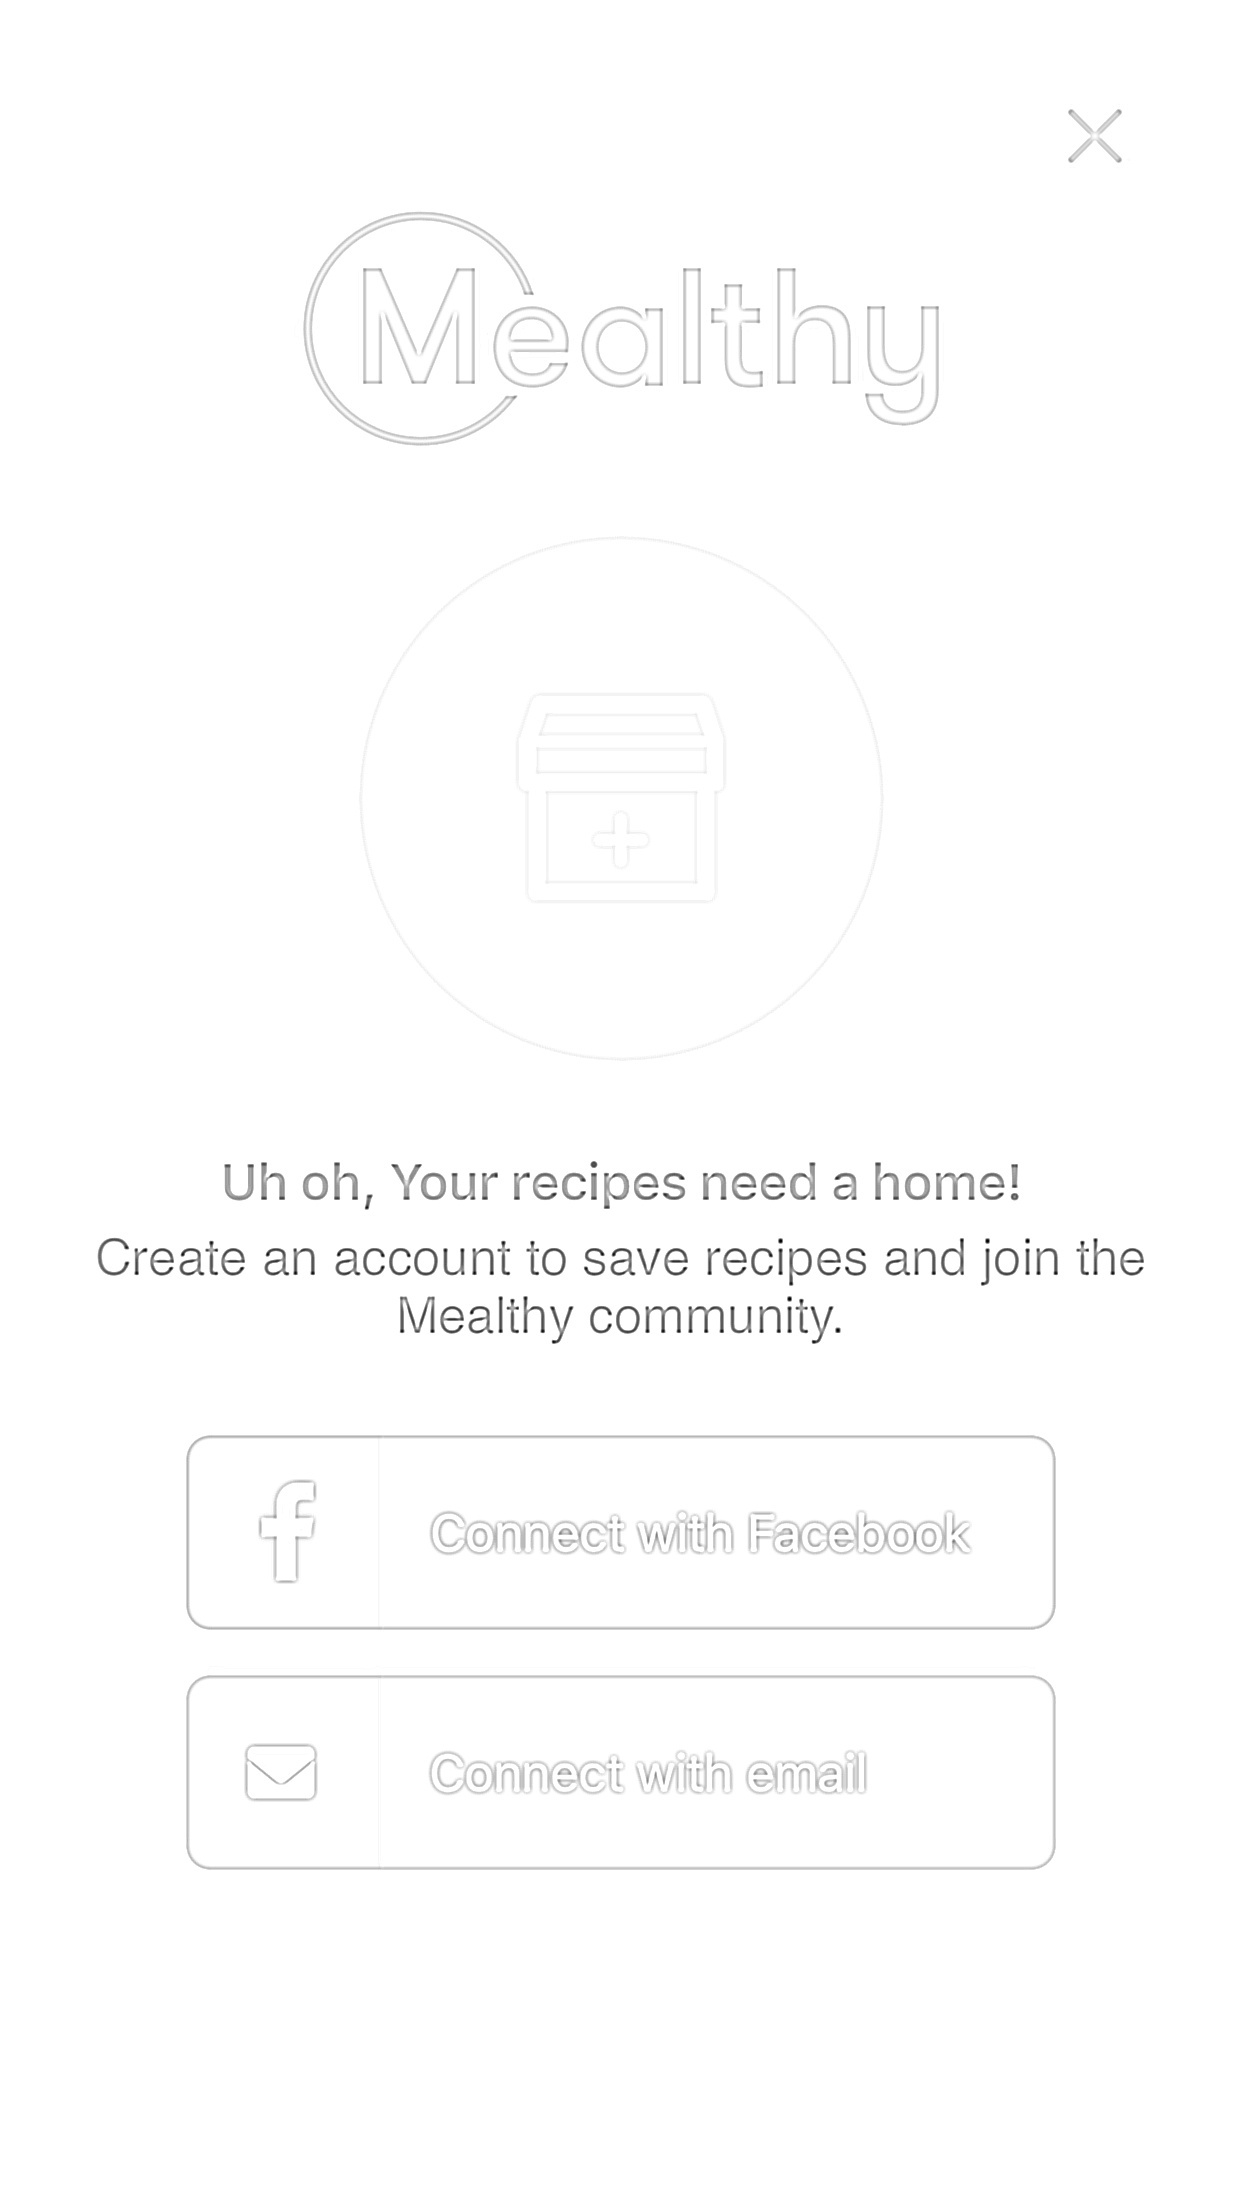 Mealthy
Uh oh, Your recipes need a home!
Create an account to save recipes and join the
Mealthy community.
Connect with Facebook
Connect with email